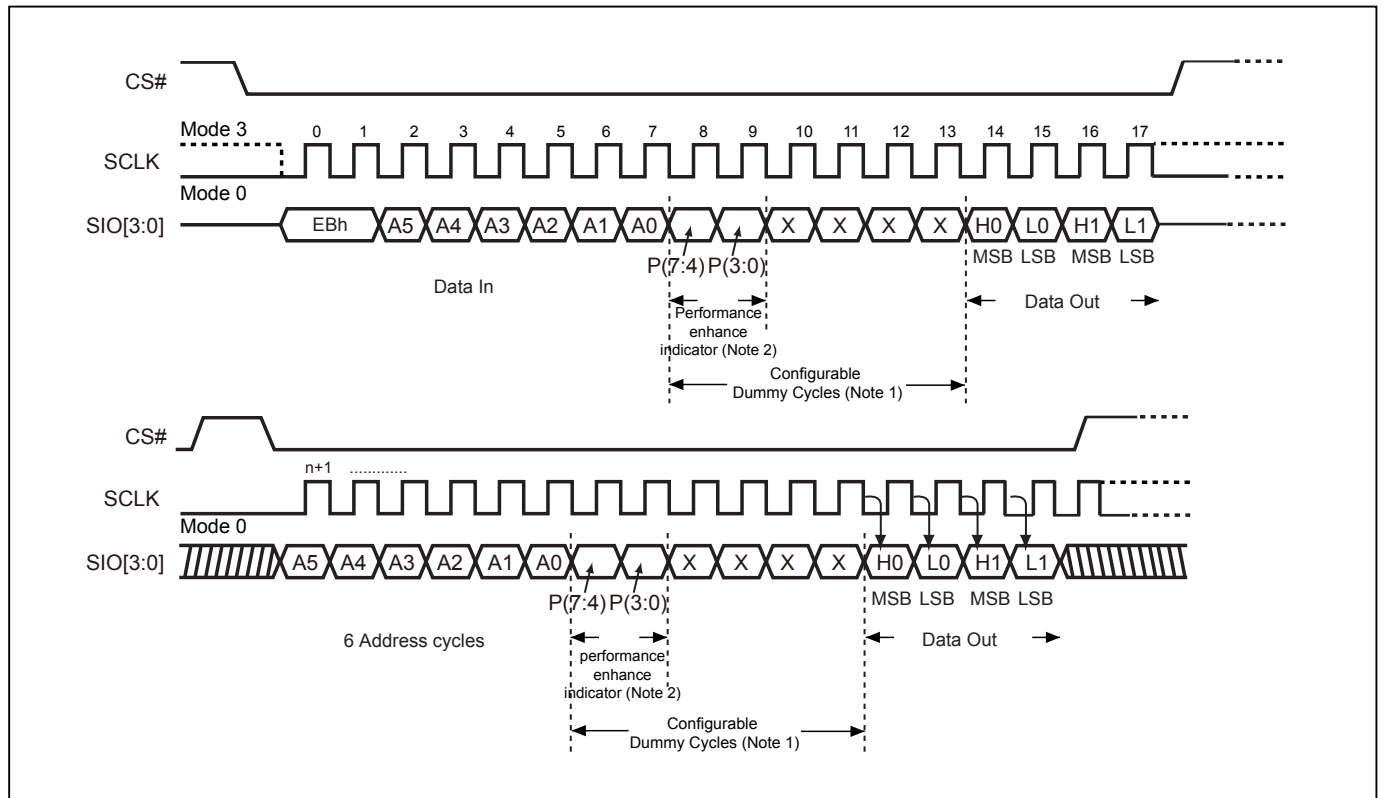 CS#
Mode 3
0 1 2 3 4 5 6 7 8 9 10 11 12 13 14 15 16 17
SCLK
Mode 0
SIO[3:0] EBh A5 A4 A3 A2 A1 A0 X X X X H0 L0 H1 L1
P(7:4) P(3:0) MSB LSB MSB LSB
Data In Data Out
Performance
enhance
indicator (Note 2)
Configurable
Dummy Cycles (Note 1)
CS#
n+1 .............
SCLK
Mode 0
SIO[3:0] A5 A4 A3 A2 A1 A0 X X X X H0 L0 H1 L1
P(7:4) P(3:0) MSB LSB MSB LSB
6 Address cycles Data Out
performance
enhance
indicator (Note 2)
Configurable
Dummy Cycles (Note 1)